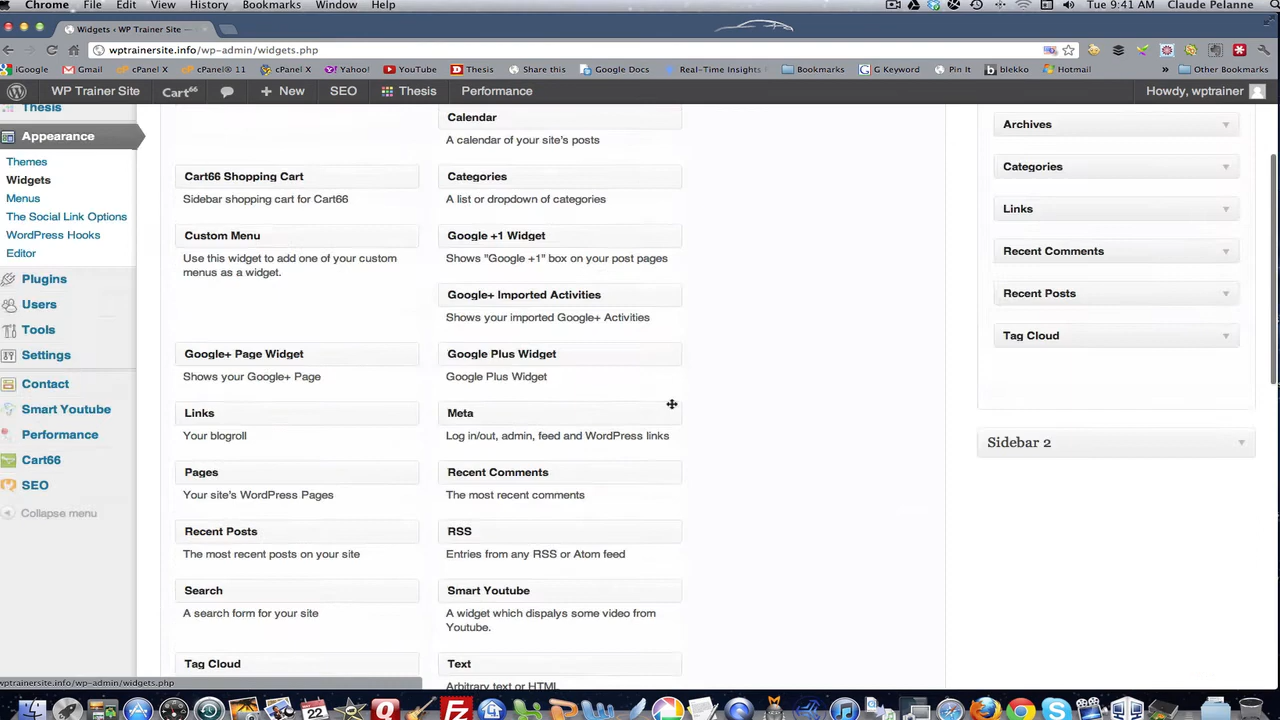 Chrome File Edit View History Bookmarks Window Help Tue 9:41 AM Claude Pelanne
Widgets ‹ WP Trainer Site —
wptrainersite.info/wp-admin/widgets.php
iGoogle Gmail cPanel X cPanel® 11 cPanel X Yahoo! YouTube Thesis Share this Google Docs Real-Time Insights Bookmarks G Keyword Pin It blekko Hotmail » Other Bookmarks
WP Trainer Site Cart66 + New SEO Thesis Performance Howdy, wptrainer
Thesis
Appearance
Themes
Widgets
Menus
The Social Link Options
WordPress Hooks
Editor
Plugins
Users
Tools
Settings
Contact
Smart Youtube
Performance
Cart66
SEO
Collapse menu
Calendar
A calendar of your site's posts
Cart66 Shopping Cart
Sidebar shopping cart for Cart66
Categories
A list or dropdown of categories
Custom Menu
Use this widget to add one of your custom
menus as a widget.
Google +1 Widget
Shows "Google +1" box on your post pages
Google+ Imported Activities
Shows your imported Google+ Activities
Google+ Page Widget
Shows your Google+ Page
Google Plus Widget
Google Plus Widget
Links
Your blogroll
Meta
Log in/out, admin, feed and WordPress links
Pages
Your site's WordPress Pages
Recent Comments
The most recent comments
Recent Posts
The most recent posts on your site
RSS
Entries from any RSS or Atom feed
Search
A search form for your site
Smart Youtube
A widget which dispalys some video from
Youtube.
Tag Cloud
Text
Arbitrary text or HTML
Archives
Categories
Links
Recent Comments
Recent Posts
Tag Cloud
Sidebar 2
wptrainersite.info/wp-admin/widgets.php
22